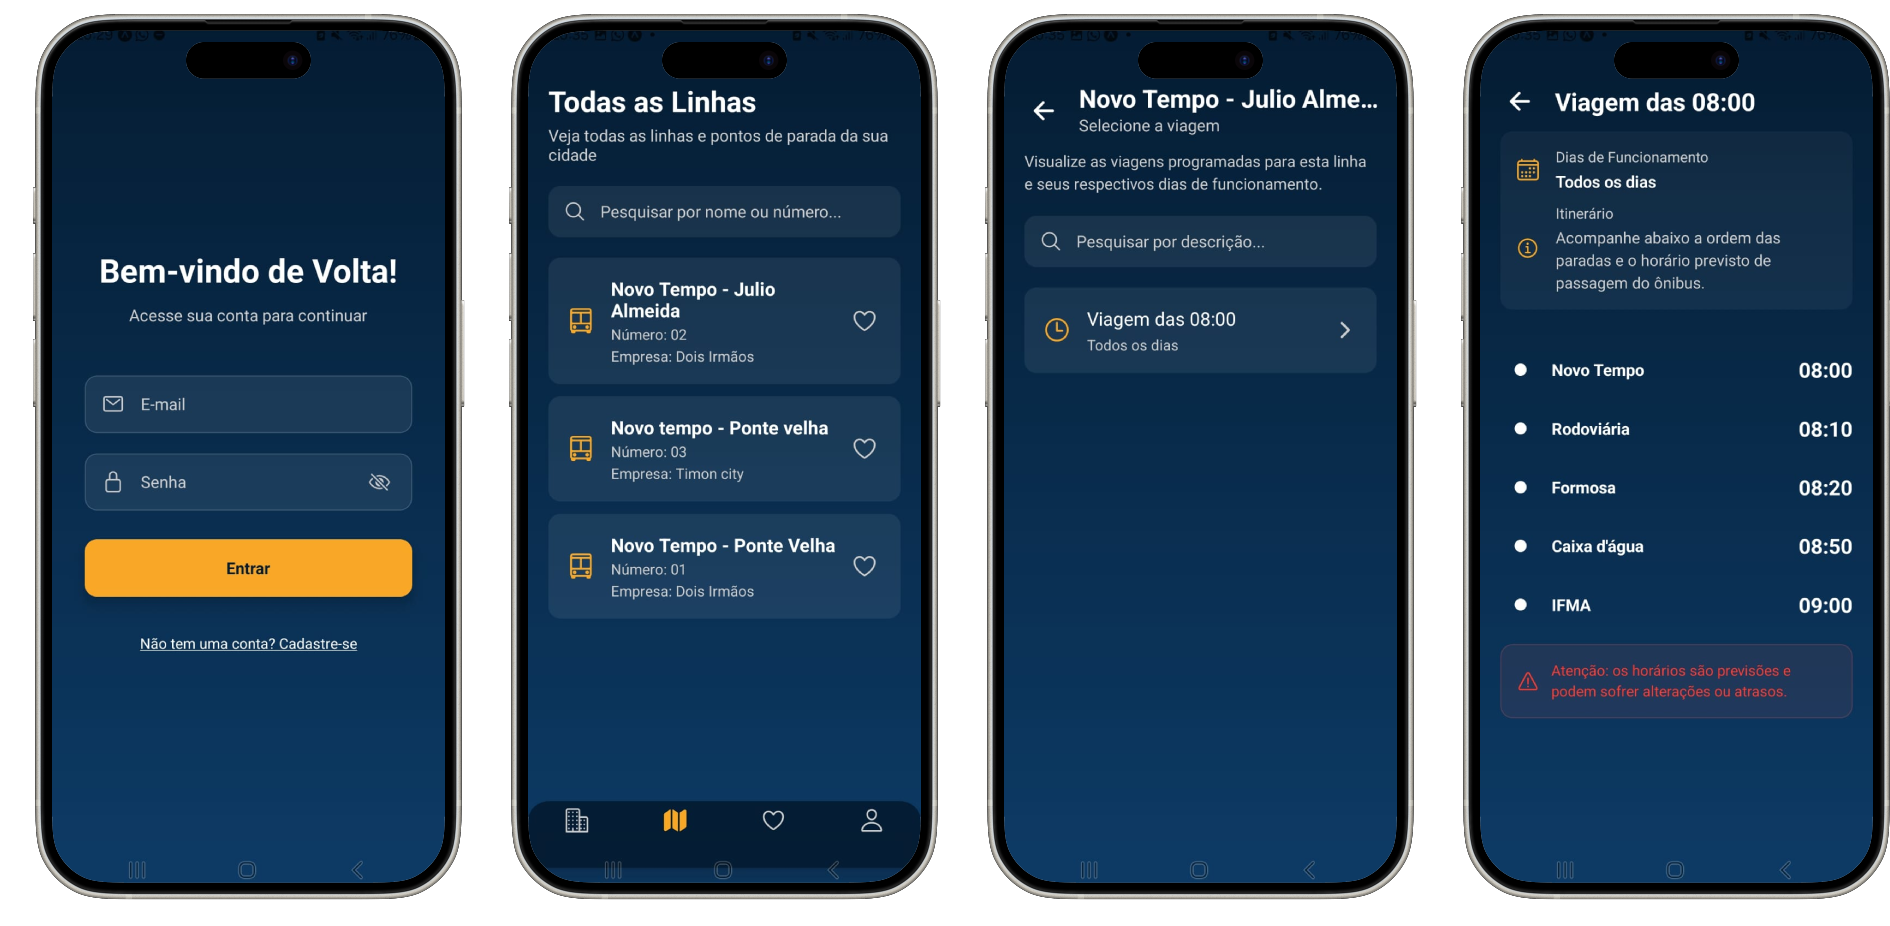 Bem-vindo de Volta!
Acesse sua conta para continuar
E-mail
Senha
Entrar
Não tem uma conta? Cadastre-se
Todas as Linhas
Veja todas as linhas e pontos de parada da sua
cidade
Pesquisar por nome ou número...
Novo Tempo - Julio
Almeida
Número: 02
Empresa: Dois Irmãos
Novo tempo - Ponte velha
Número: 03
Empresa: Timon city
Novo Tempo - Ponte Velha
Número: 01
Empresa: Dois Irmãos
Novo Tempo - Julio Alme...
Selecione a viagem
Visualize as viagens programadas para esta linha
e seus respectivos dias de funcionamento.
Pesquisar por descrição...
Viagem das 08:00
Todos os dias
Viagem das 08:00
Dias de Funcionamento
Todos os dias
Itinerário
Acompanhe abaixo a ordem das
paradas e o horário previsto de
passagem do ônibus.
Novo Tempo 08:00
Rodoviária 08:10
Formosa 08:20
Caixa d'água 08:50
IFMA 09:00
Atenção: os horários são previsões e
podem sofrer alterações ou atrasos.